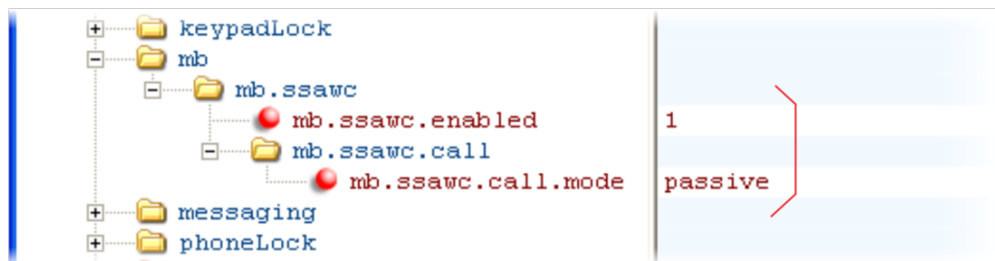 keypadLock
mb
mb.ssawc
mb.ssawc.enabled 1
mb.ssawc.call
mb.ssawc.call.mode passive
messaging
phoneLock